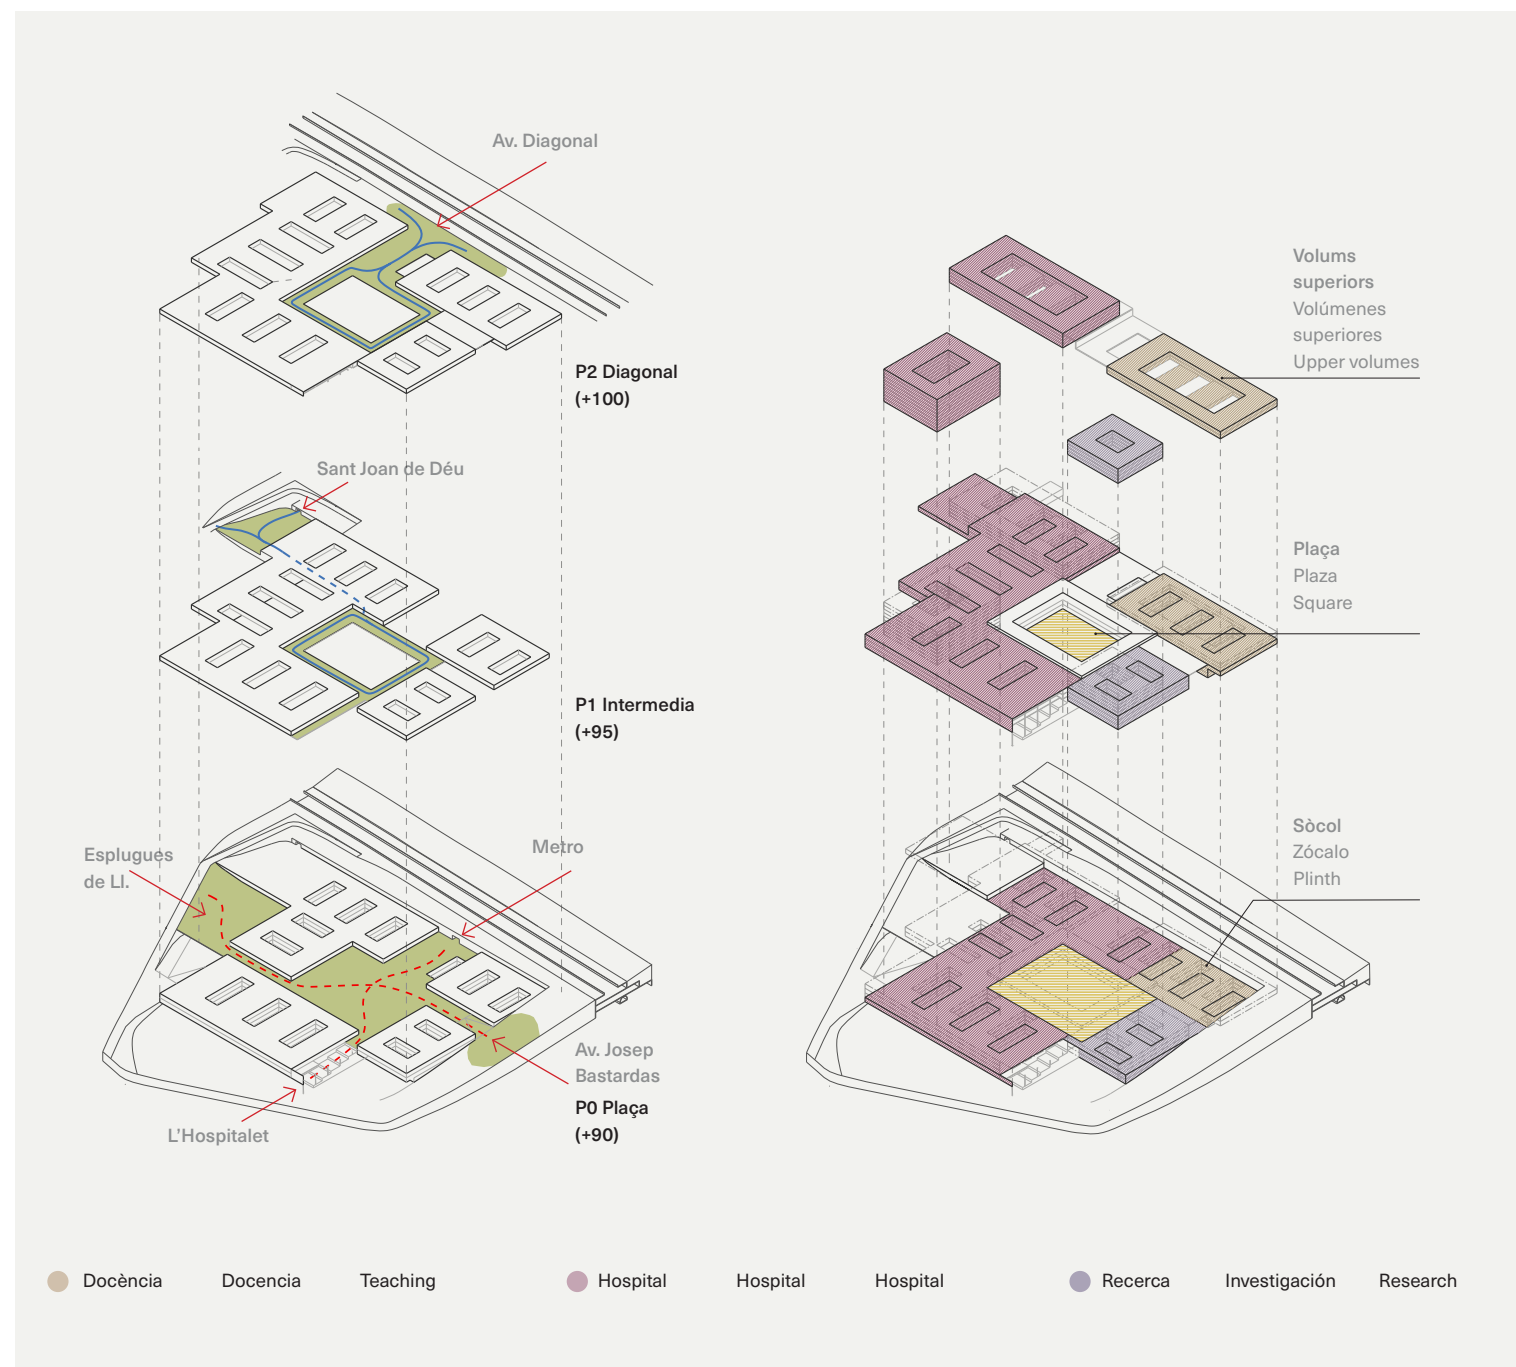 Av. Diagonal
P2 Diagonal
(+100)
Sant Joan de Déu
P1 Intermedia
(+95)
Esplugues
de Ll.
Metro
Av. Josep
Bastardas
P0 Plaça
(+90)
L'Hospitalet
Volums
superiors
Volúmenes
superiores
Upper volumes
Plaça
Plaza
Square
Sòcol
Zócalo
Plinth
Docència Docencia Teaching Hospital Hospital Hospital Recerca Investigación Research